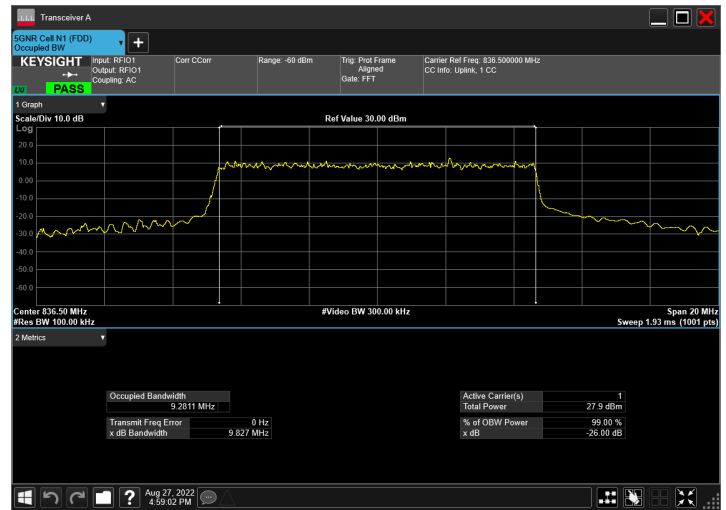 Transceiver A
5GNR Cell N1 (FDD)
Occupied BW
KEYSIGHT
Input: RFIO1
Output: RFIO1
Coupling: AC
Corr CCorr
Range: -60 dBm
Trig: Prot Frame
Aligned
Gate: FFT
Carrier Ref Freq: 836.500000 MHz
CC Info: Uplink, 1 CC
PASS
1 Graph
Scale/Div 10.0 dB
Ref Value 30.00 dBm
Log
20.0
10.0
0.00
-10.0
-20.0
-30.0
-40.0
-50.0
-60.0
Center 836.50 MHz
#Video BW 300.00 kHz
Span 20 MHz
#Res BW 100.00 kHz
Sweep 1.93 ms (1001 pts)
2 Metrics
Occupied Bandwidth
9.2811 MHz
Transmit Freq Error 0 Hz
x dB Bandwidth 9.827 MHz
Active Carrier(s) 1
Total Power 27.9 dBm
% of OBW Power 99.00 %
x dB -26.00 dB
Aug 27, 2022
4:59:02 PM